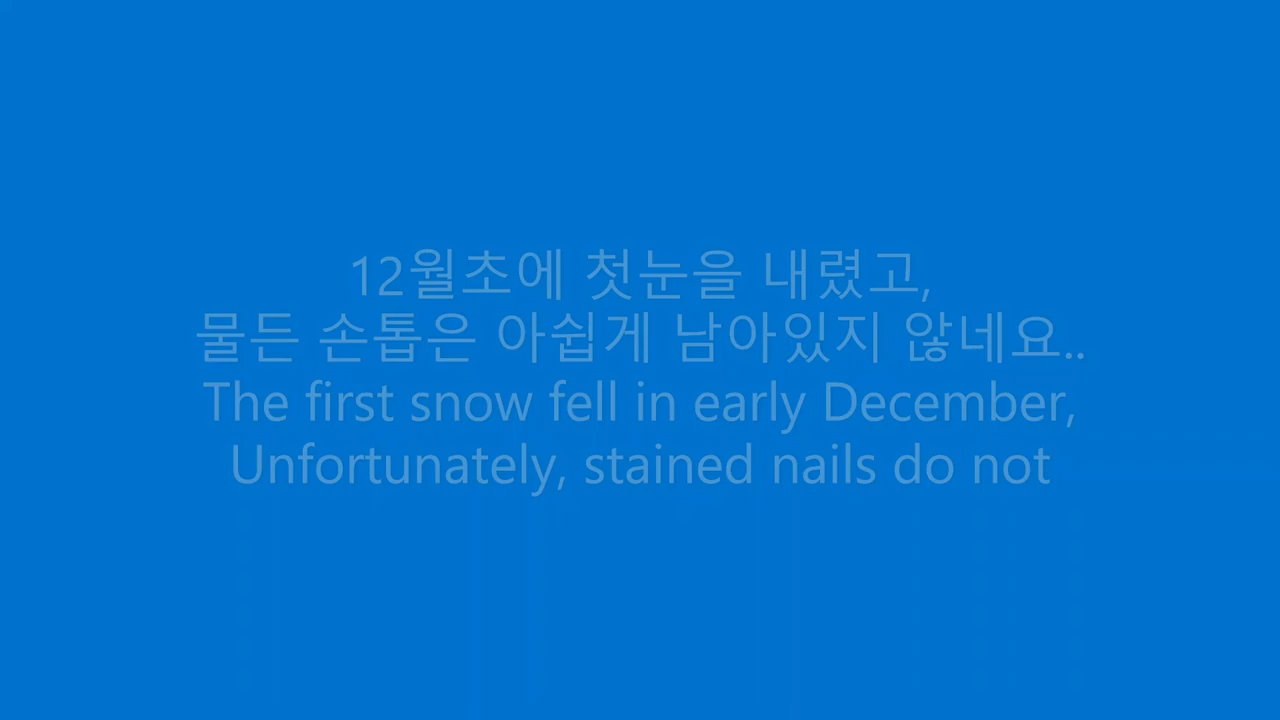 12월초에 첫눈을 내렸고,
물든 손톱은 아쉽게 남아있지 않네요..
The first snow fell in early December,
Unfortunately, stained nails do not